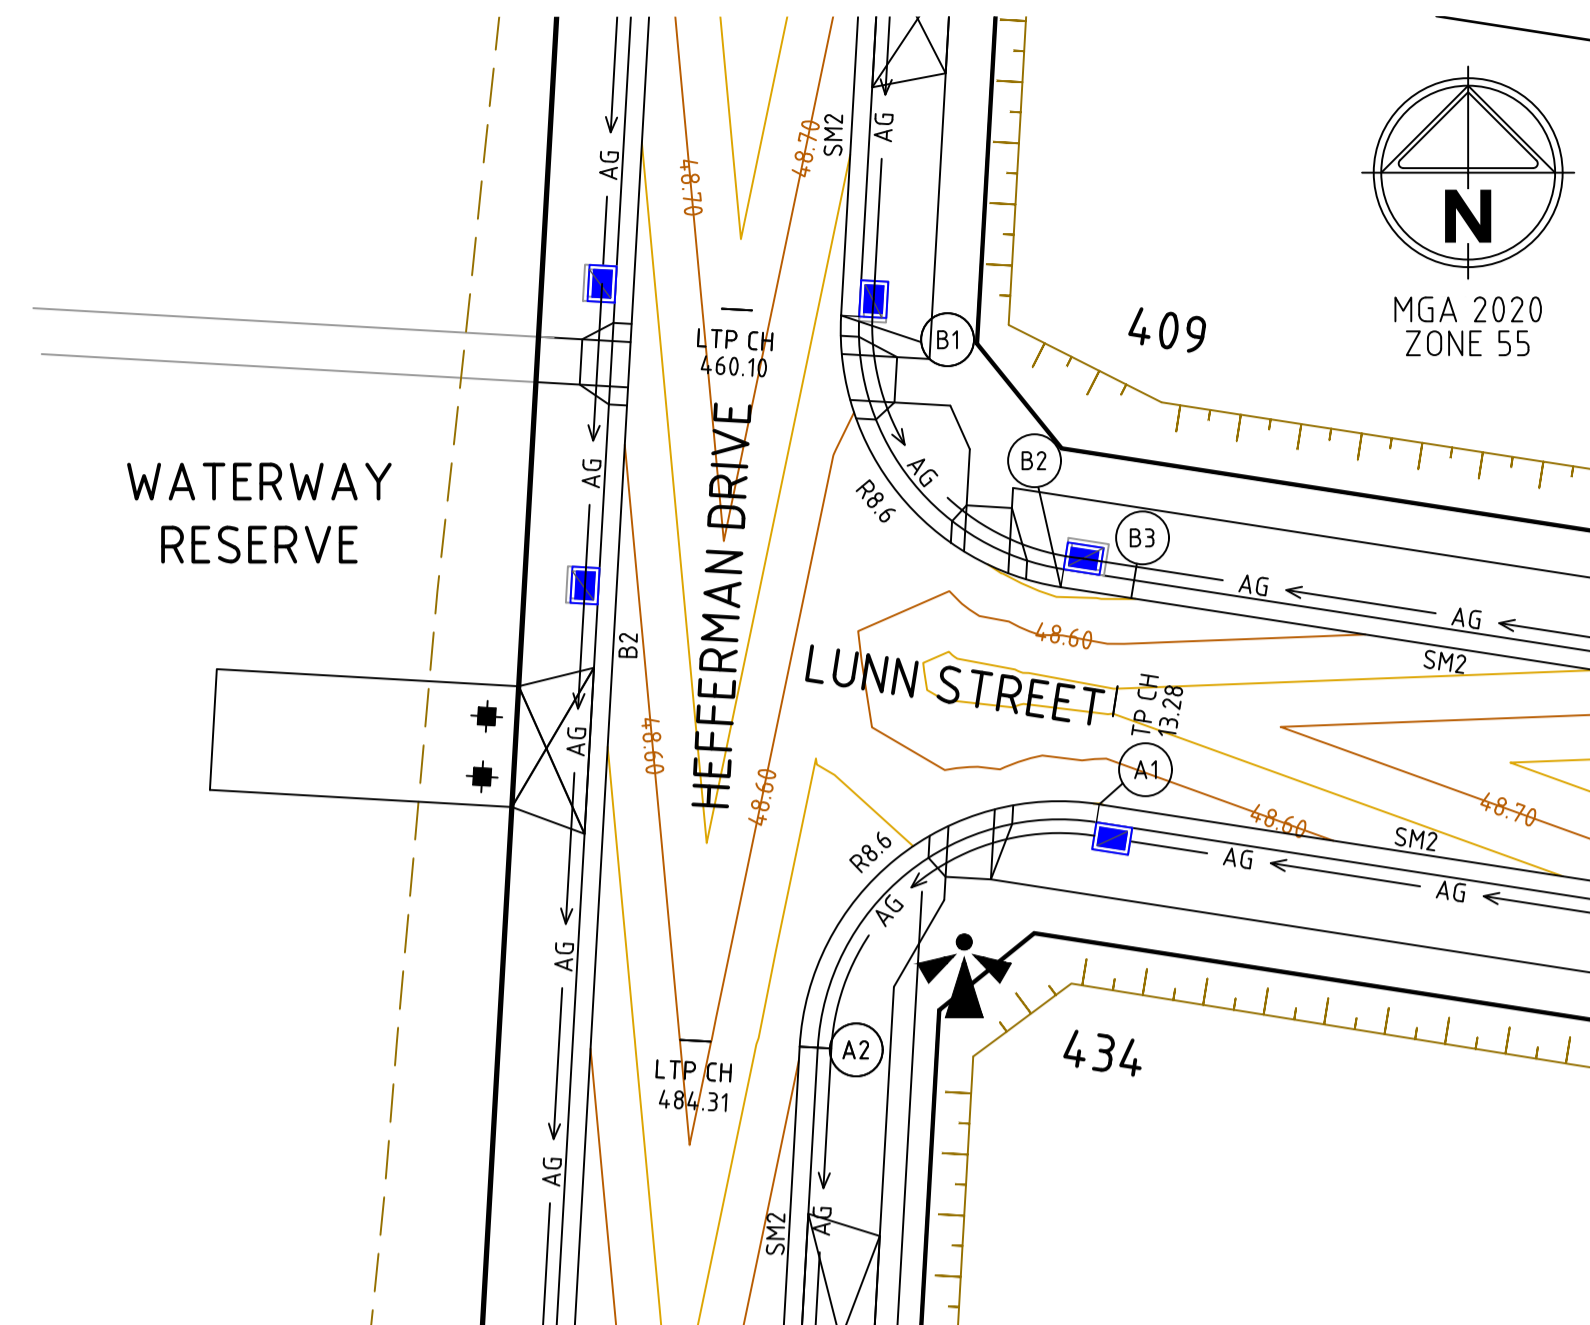 AG
48.70
48.70
SM2
AG
N
MGA 2020
ZONE 55
409
LTP CH
460.10
B1
WATERWAY
RESERVE
AG
AG
B2
R8.6
B3
HEFFERMAN DRIVE
AG
AG
48.60
SM2
B2
LUNN STREET
TP CH
13.28
AG
48.60
48.60
A1
48.60
48.70
SM2
R8.6
AG
AG
AG
AG
A2
434
LTP CH
484.31
AG
AG
SM2